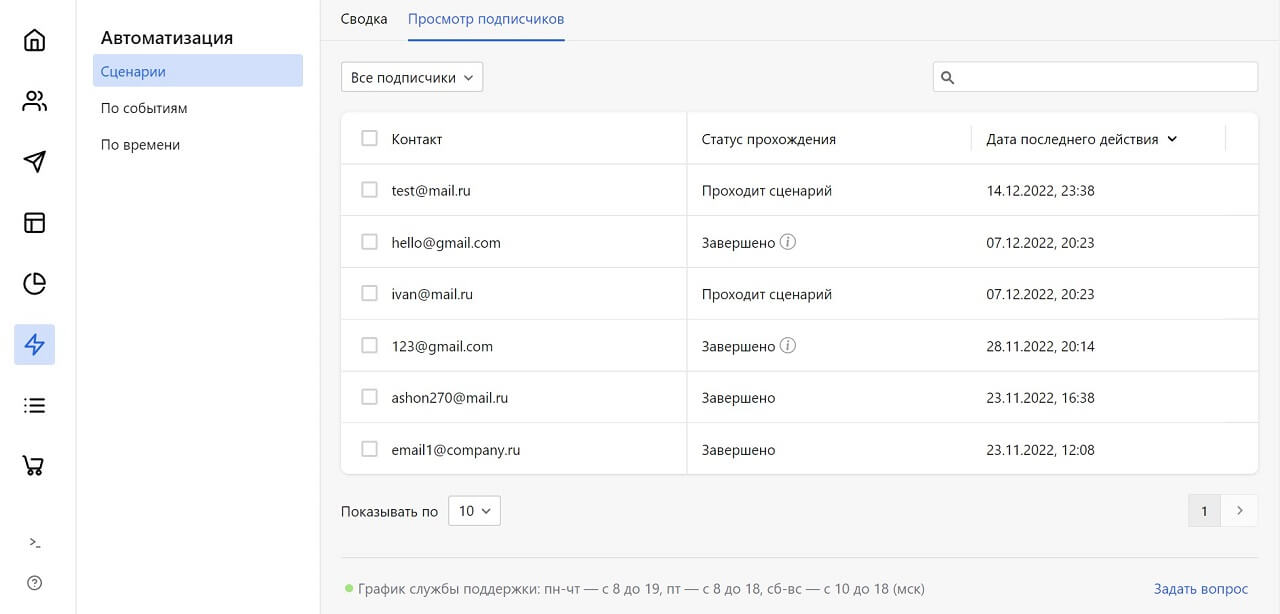 Сводка Просмотр подписчиков
Автоматизация
Сценарии
По событиям
По времени
Все подписчики
Контакт Статус прохождения Дата последнего действия
test@mail.ru Проходит сценарий 14.12.2022, 23:38
hello@gmail.com Завершено 07.12.2022, 20:23
ivan@mail.ru Проходит сценарий 07.12.2022, 20:23
123@gmail.com Завершено 28.11.2022, 20:14
ashon270@mail.ru Завершено 23.11.2022, 16:38
email1@company.ru Завершено 23.11.2022, 12:08
Показывать по 10 1
График службы поддержки: пн-чт — с 8 до 19, пт — с 8 до 18, сб-вс — с 10 до 18 (мск) Задать вопрос